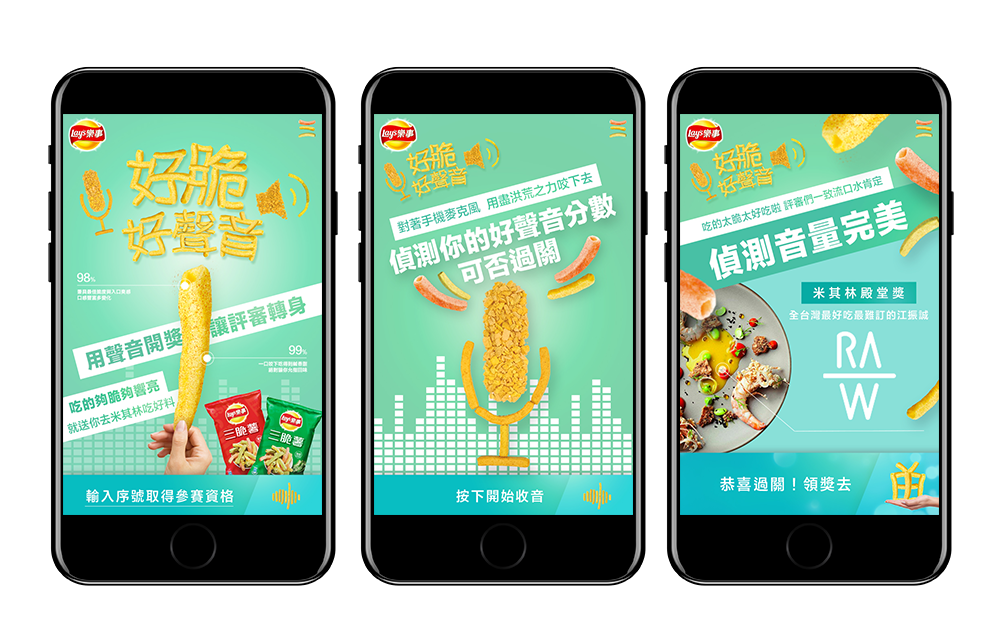 Lay's樂事
好脆
好聲音
98%
用聲音開獎 讓評審轉身
99%
吃的夠脆夠響亮
就送你去米其林吃好料
Lay's
三脆薯
Lay's
三脆薯
輸入序號取得參賽資格
Lay's樂事
好脆
好聲音
對著手機麥克風 用盡洪荒之力咬下去
偵測你的好聲音分數
可否過關
按下開始收音
Lay's樂事
好脆
好聲音
吃的太脆太好吃啦 評審們一致流口水肯定
偵測音量完美
米其林殿堂獎
全台灣最好吃最難訂的江振誠
RA
W
恭喜過關！領獎去